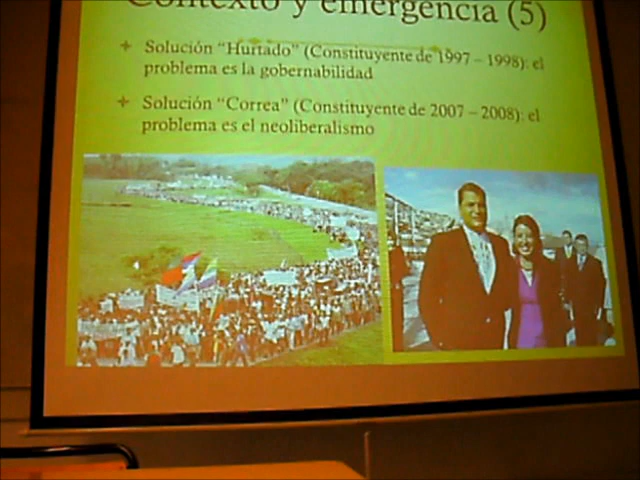 Contexto y emergencia (5)
Solución “Hurtado” (Constituyente de 1997 – 1998): el
problema es la gobernabilidad
Solución “Correa” (Constituyente de 2007 – 2008): el
problema es el neoliberalismo